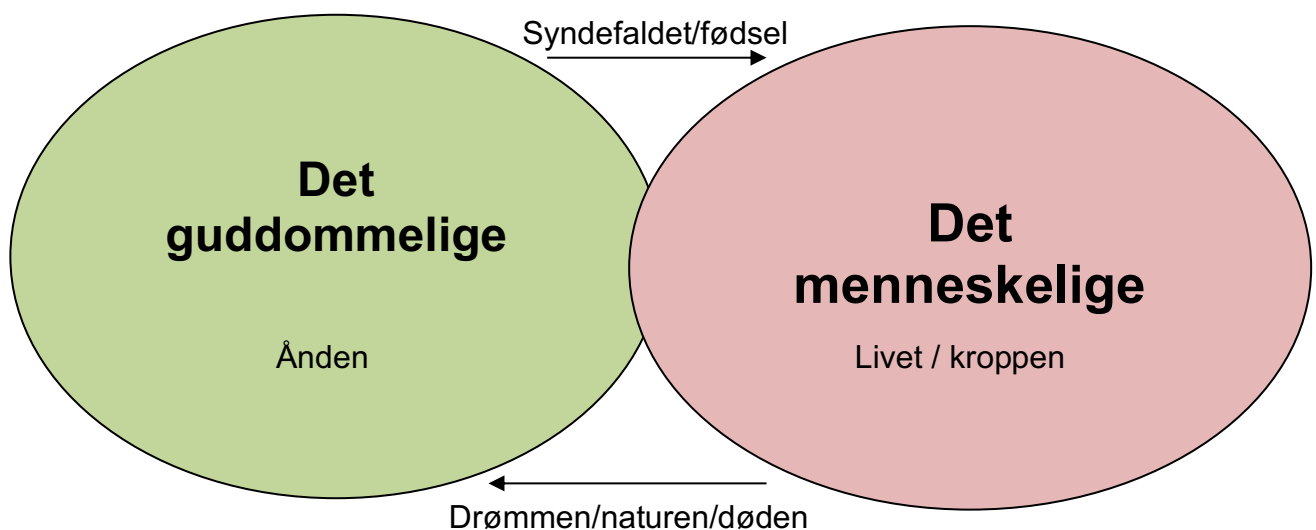 Syndefaldet/fødsel
Det
guddommelige
Ånden
Det
menneskelige
Livet / kroppen
Drømmen/naturen/døden